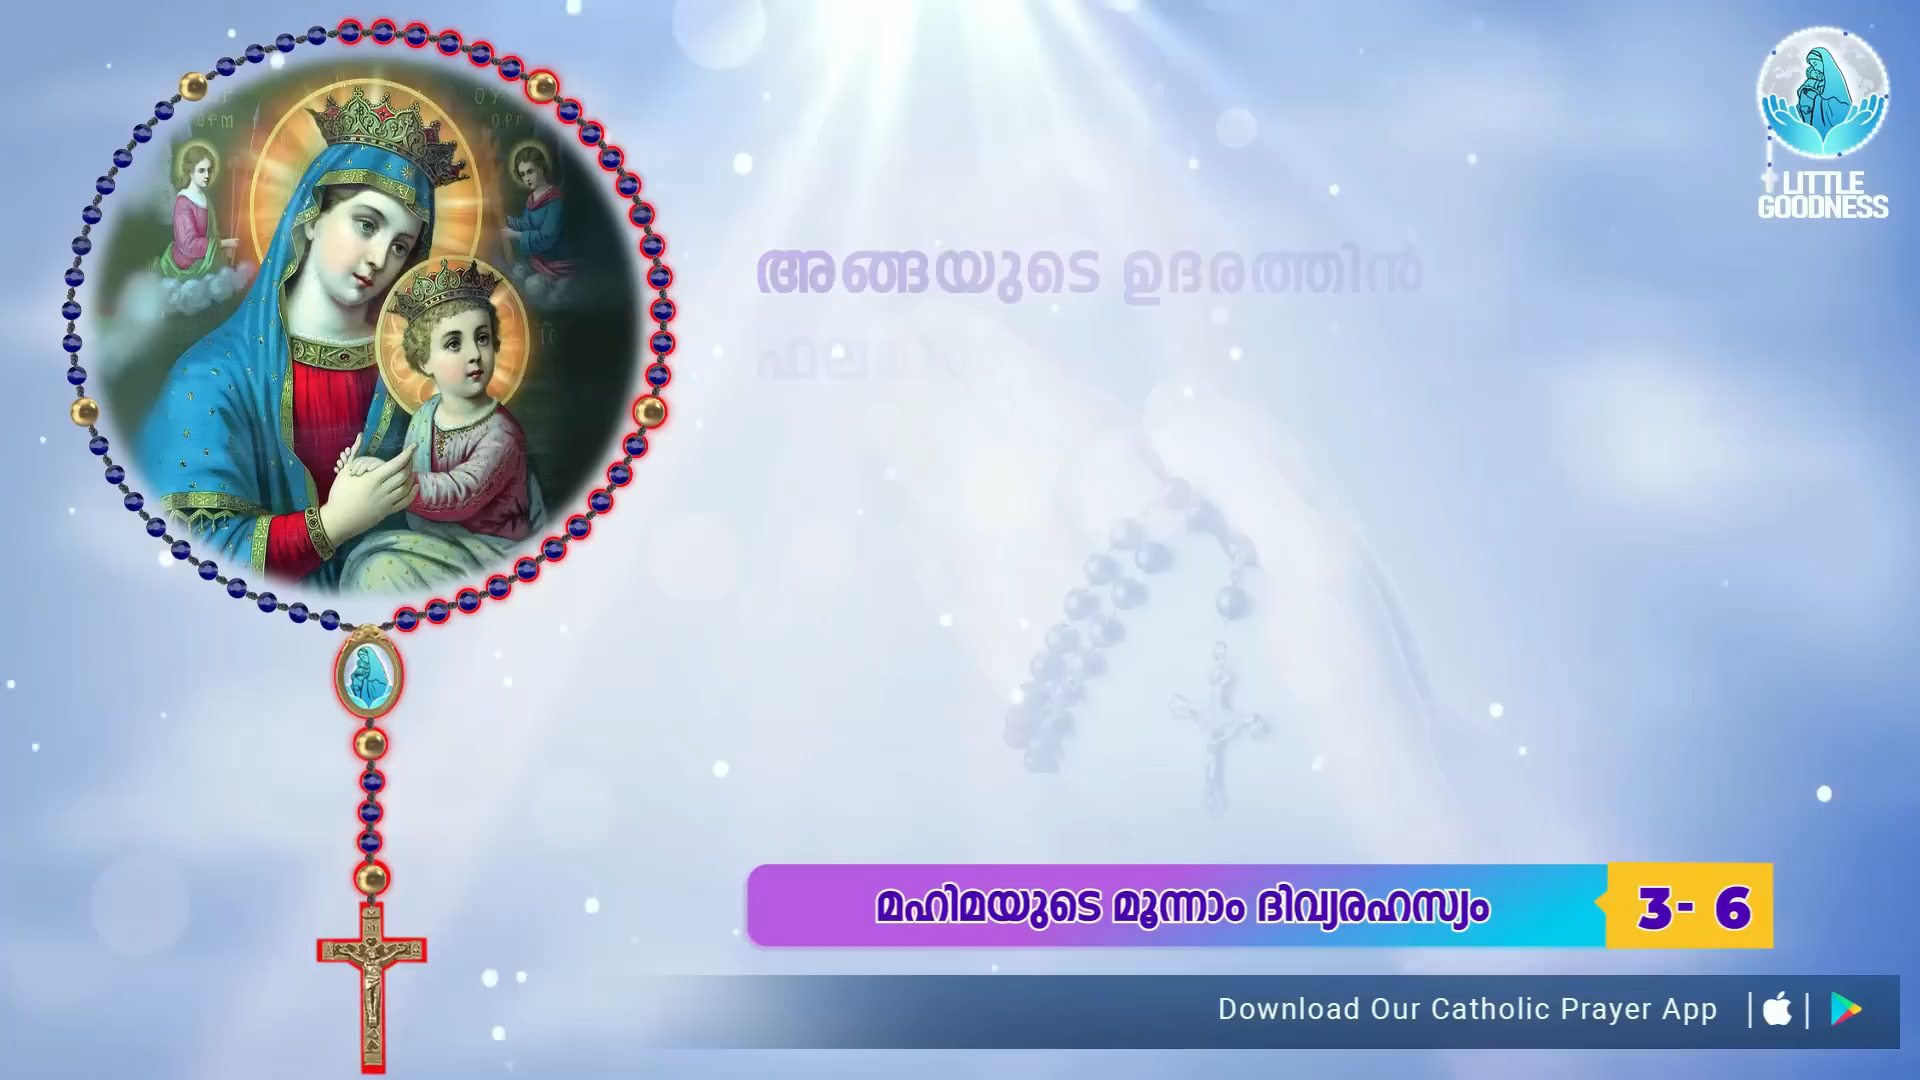 LITTLE
GOODNESS
അങ്ങയുടെ ഉദരത്തിൻ
മഹിമയുടെ മൂന്നാം ദിവ്യരഹസ്യം
3- 6
Download Our Catholic Prayer App